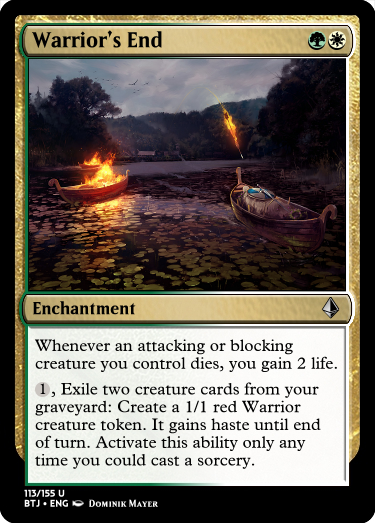 Warrior's End
Enchantment
Whenever an attacking or blocking
creature you control dies, you gain 2 life.
1, Exile two creature cards from your
graveyard: Create a 1/1 red Warrior
creature token. It gains haste until end
of turn. Activate this ability only any
time you could cast a sorcery.
113/155 U
BTJ • ENG Dominik Mayer